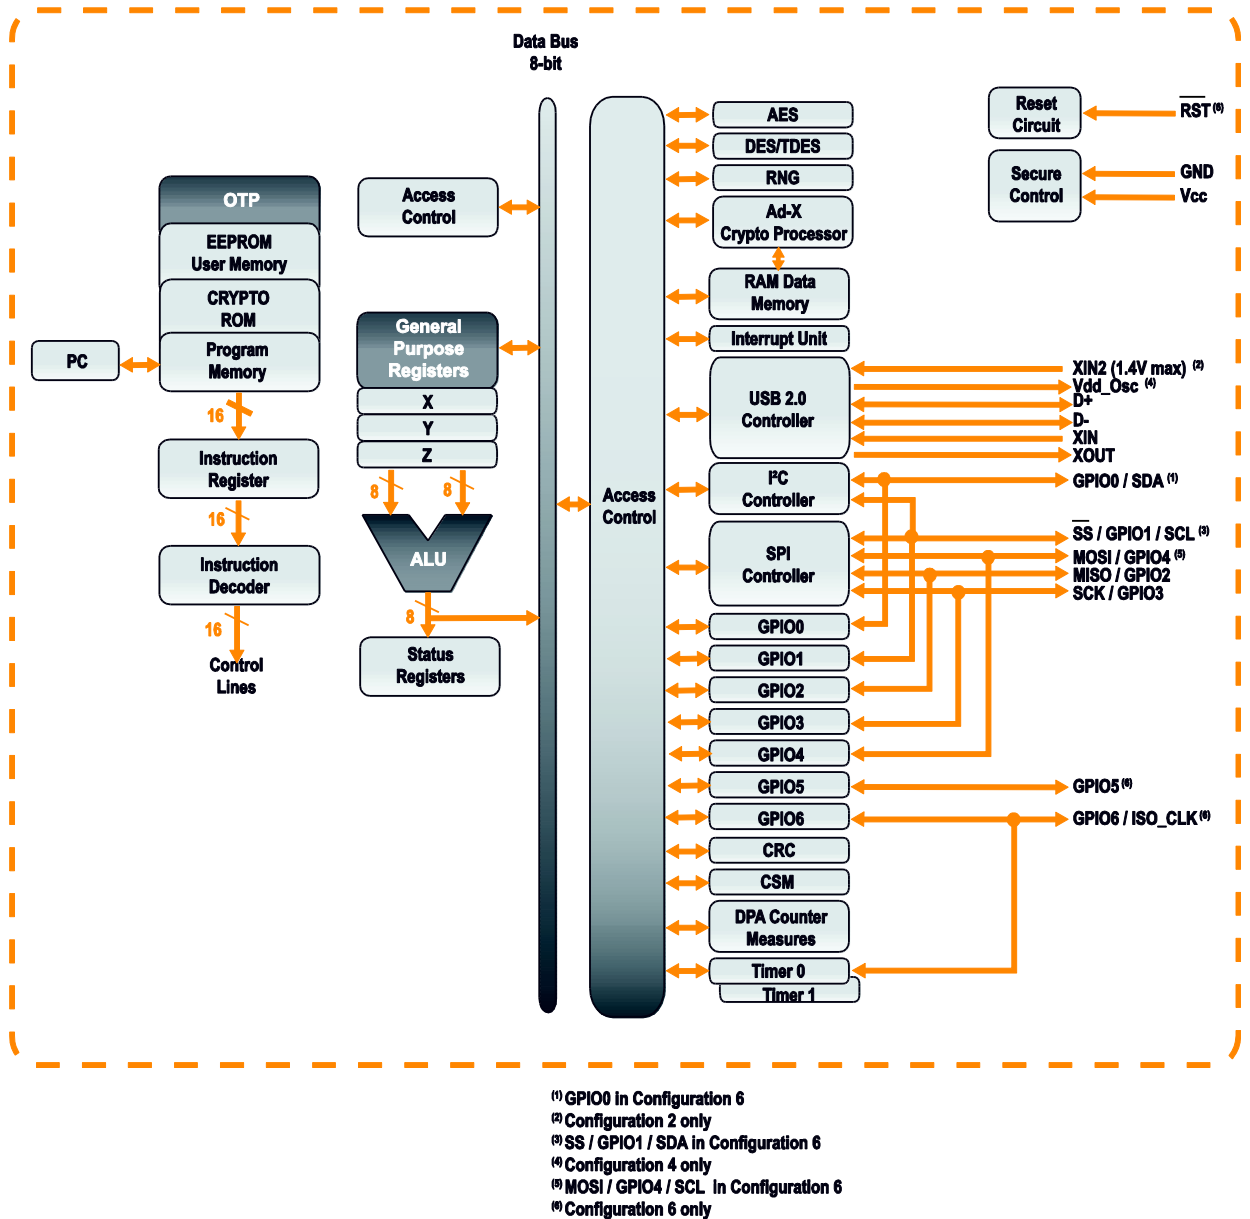 Data Bus
8-bit
OTP
EEPROM
User Memory
CRYPTO
ROM
Program
Memory
PC
16
Instruction
Register
16
Instruction
Decoder
16
Control
Lines
Access
Control
General
Purpose
Registers
X
Y
Z
8
8
ALU
8
Status
Registers
Access
Control
AES
DES/TDES
RNG
Ad-X
Crypto Processor
RAM Data
Memory
Interrupt Unit
USB 2.0
Controller
I²C
Controller
SPI
Controller
GPIO0
GPIO1
GPIO2
GPIO3
GPIO4
GPIO5
GPIO6
CRC
CSM
DPA Counter
Measures
Timer 0
Timer 1
Reset
Circuit
Secure
Control
RST (6)
GND
Vcc
XIN2 (1.4V max) (2)
Vdd_Osc (4)
D+
D-
XIN
XOUT
GPIO0 / SDA (1)
SS / GPIO1 / SCL (3)
MOSI / GPIO4 (5)
MISO / GPIO2
SCK / GPIO3
GPIO5 (6)
GPIO6 / ISO_CLK (6)
(1) GPIO0 in Configuration 6
(2) Configuration 2 only
(3) SS / GPIO1 / SDA in Configuration 6
(4) Configuration 4 only
(5) MOSI / GPIO4 / SCL in Configuration 6
(6) Configuration 6 only